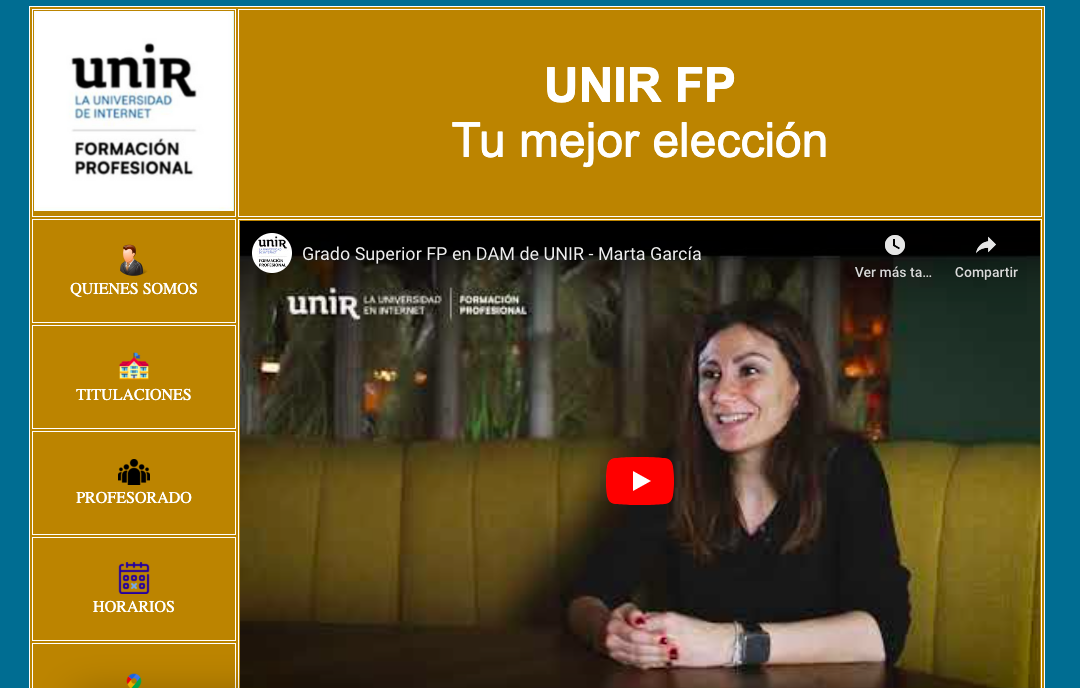 unir
LA UNIVERSIDAD
DE INTERNET
FORMACIÓN
PROFESIONAL
UNIR FP
Tu mejor elección
QUIENES SOMOS
TITULACIONES
PROFESORADO
HORARIOS
unir
FORMACIÓN
PROFESIONAL
Grado Superior FP en DAM de UNIR - Marta García
Ver más ta...
Compartir
unir
LA UNIVERSIDAD
EN INTERNET
FORMACIÓN
PROFESIONAL